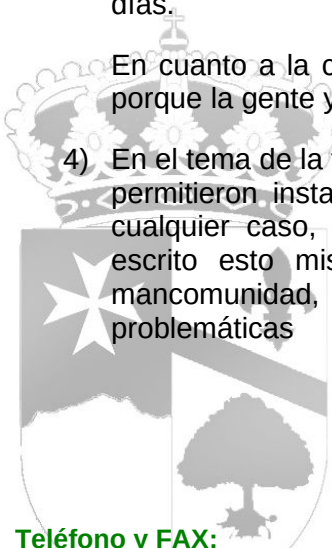 días.
En cuanto a la c
porque la gente y
4) En el tema de la
permitieron insta
cualquier caso,
escrito esto mis
mancomunidad,
problemáticas
Teléfono y FAX: